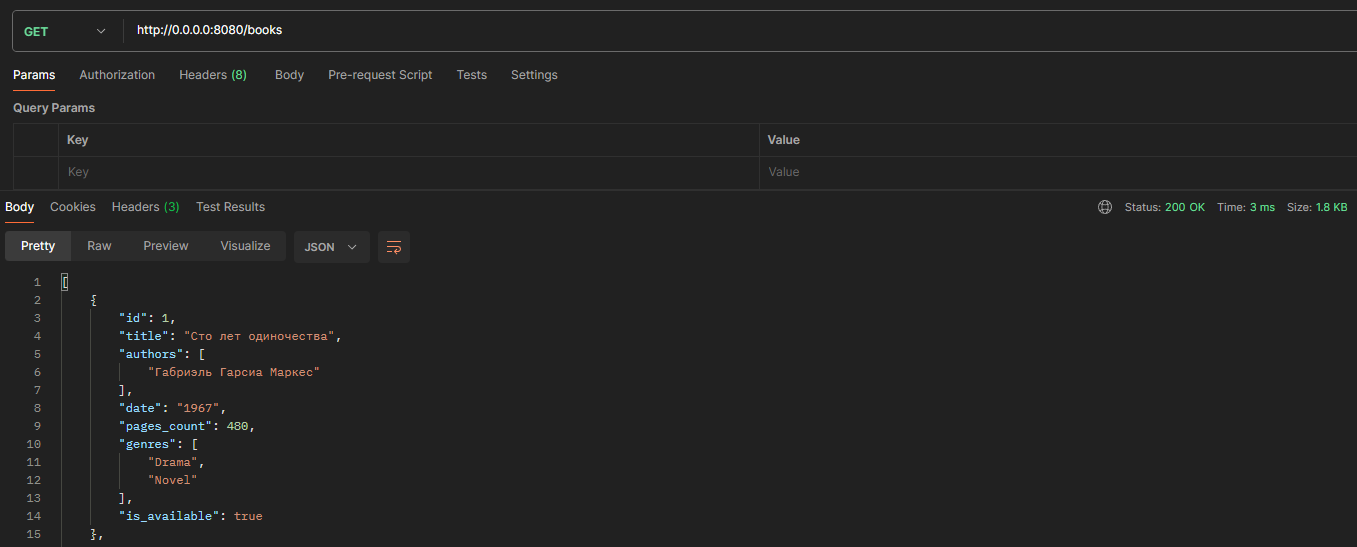 GET http://0.0.0.0:8080/books
Params Authorization Headers (8) Body Pre-request Script Tests Settings
Query Params
Key Value
Key Value
Body Cookies Headers (3) Test Results Status: 200 OK Time: 3 ms Size: 1.8 KB
Pretty Raw Preview Visualize JSON
1 [
2 {
3 "id": 1,
4 "title": "Сто лет одиночества",
5 "authors": [
6 "Габриэль Гарсиа Маркес"
7 ],
8 "date": "1967",
9 "pages_count": 480,
10 "genres": [
11 "Drama",
12 "Novel"
13 ],
14 "is_available": true
15 },